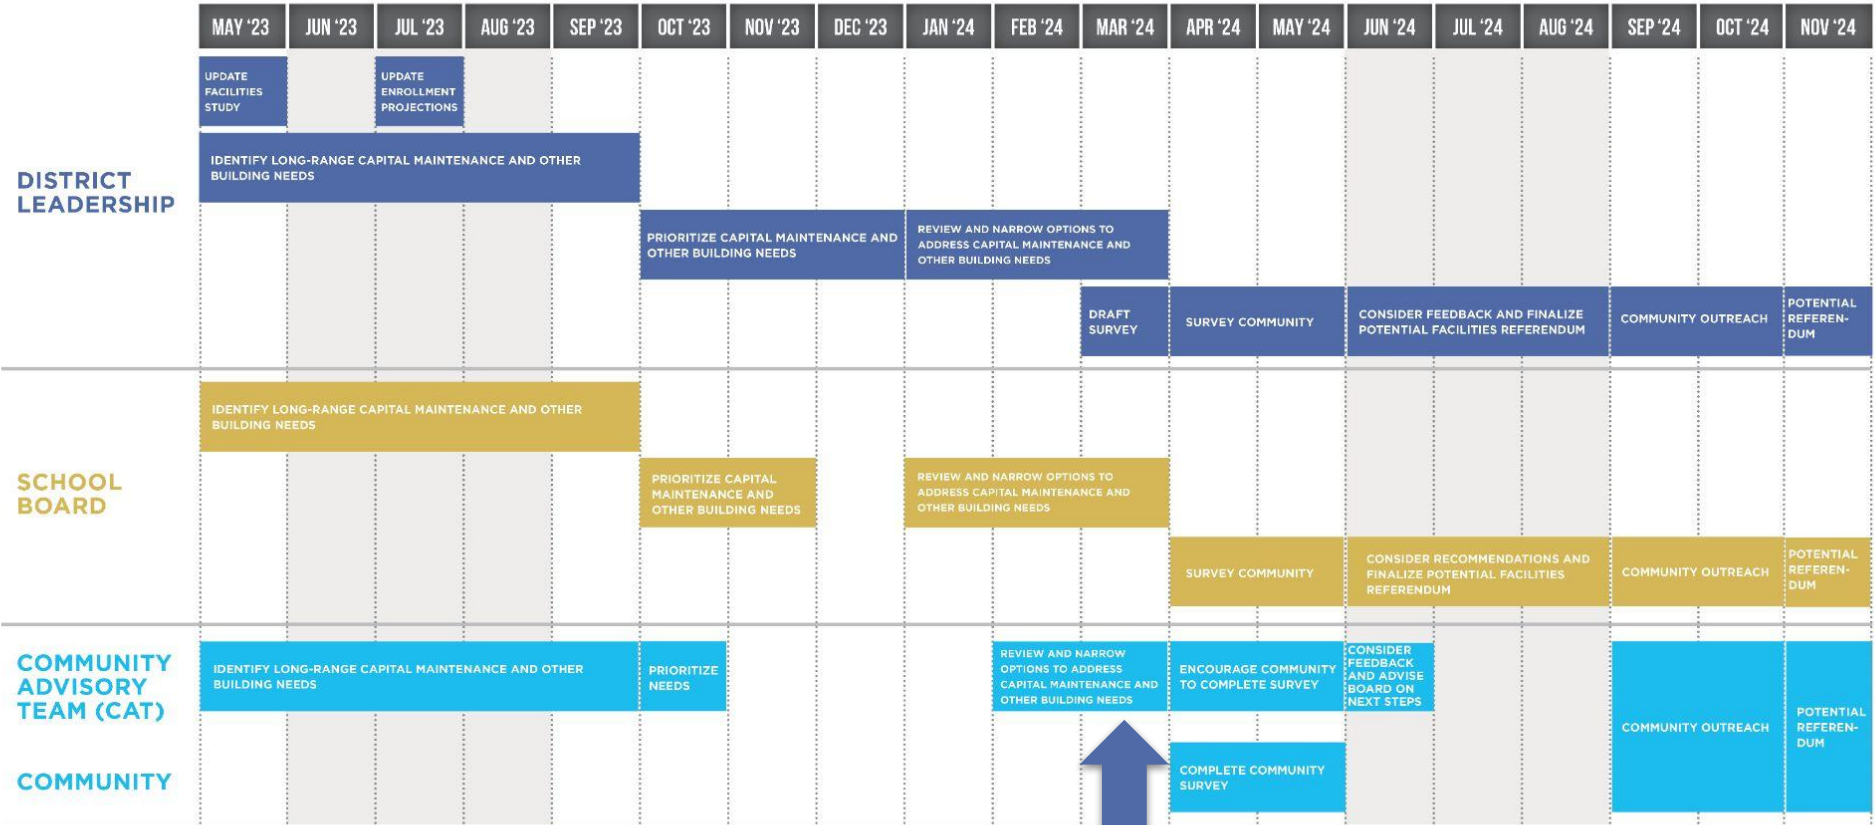 MAY ‘23
JUN ‘23
JUL ‘23
AUG ‘23
SEP ‘23
OCT ‘23
NOV ‘23
DEC ‘23
JAN ‘24
FEB ‘24
MAR ‘24
APR ‘24
MAY ‘24
JUN ‘24
JUL ‘24
AUG ‘24
SEP ‘24
OCT ‘24
NOV ‘24
DISTRICT
LEADERSHIP
UPDATE
FACILITIES
STUDY
UPDATE
ENROLLMENT
PROJECTIONS
IDENTIFY LONG-RANGE CAPITAL MAINTENANCE AND OTHER
BUILDING NEEDS
PRIORITIZE CAPITAL MAINTENANCE AND
OTHER BUILDING NEEDS
REVIEW AND NARROW OPTIONS TO
ADDRESS CAPITAL MAINTENANCE AND
OTHER BUILDING NEEDS
DRAFT
SURVEY
SURVEY COMMUNITY
CONSIDER FEEDBACK AND FINALIZE
POTENTIAL FACILITIES REFERENDUM
COMMUNITY OUTREACH
POTENTIAL
REFEREN-
DUM
SCHOOL
BOARD
IDENTIFY LONG-RANGE CAPITAL MAINTENANCE AND OTHER
BUILDING NEEDS
PRIORITIZE CAPITAL
MAINTENANCE AND
OTHER BUILDING NEEDS
REVIEW AND NARROW OPTIONS TO
ADDRESS CAPITAL MAINTENANCE AND
OTHER BUILDING NEEDS
SURVEY COMMUNITY
CONSIDER RECOMMENDATIONS AND
FINALIZE POTENTIAL FACILITIES
REFERENDUM
COMMUNITY OUTREACH
POTENTIAL
REFEREN-
DUM
COMMUNITY
ADVISORY
TEAM (CAT)
IDENTIFY LONG-RANGE CAPITAL MAINTENANCE AND OTHER
BUILDING NEEDS
PRIORITIZE
NEEDS
REVIEW AND NARROW
OPTIONS TO ADDRESS
CAPITAL MAINTENANCE AND
OTHER BUILDING NEEDS
ENCOURAGE COMMUNITY
TO COMPLETE SURVEY
CONSIDER
FEEDBACK
AND ADVISE
BOARD ON
NEXT STEPS
COMMUNITY OUTREACH
POTENTIAL
REFEREN-
DUM
COMMUNITY
COMPLETE COMMUNITY
SURVEY